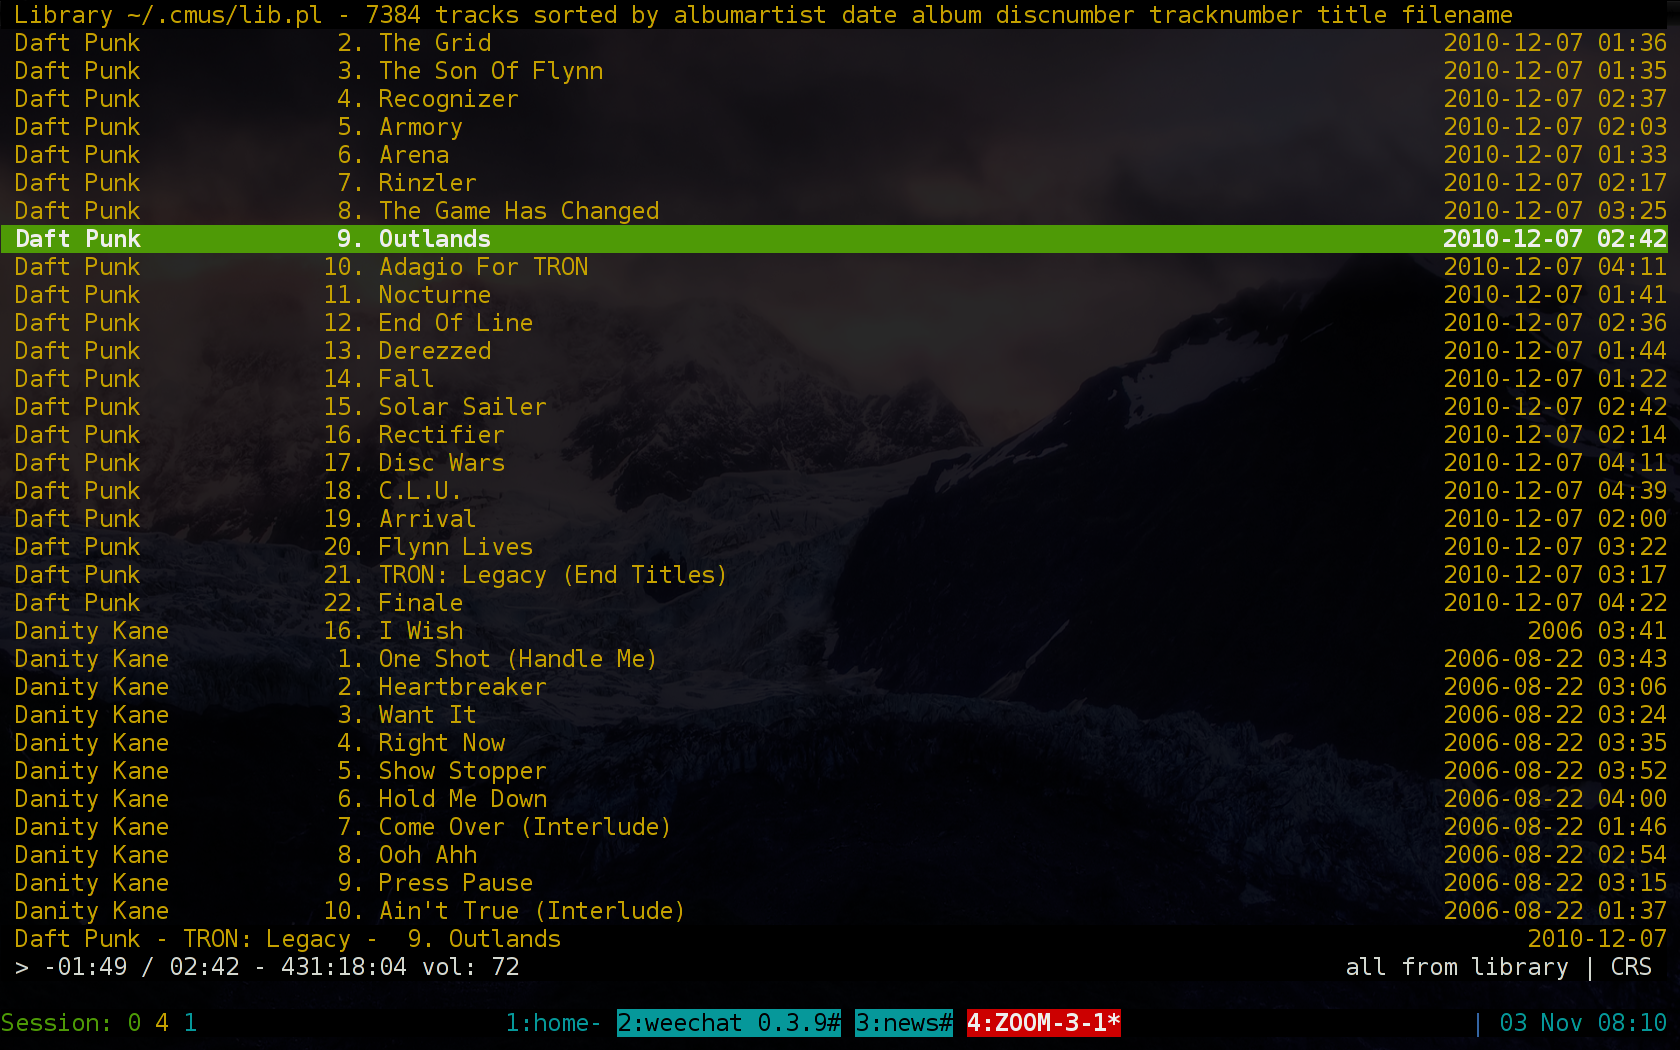 Library ~/.cmus/lib.pl - 7384 tracks sorted by albumartist date album discnumber tracknumber title filename
Daft Punk 2. The Grid 2010-12-07 01:36
Daft Punk 3. The Son Of Flynn 2010-12-07 01:35
Daft Punk 4. Recognizer 2010-12-07 02:37
Daft Punk 5. Armory 2010-12-07 02:03
Daft Punk 6. Arena 2010-12-07 01:33
Daft Punk 7. Rinzler 2010-12-07 02:17
Daft Punk 8. The Game Has Changed 2010-12-07 03:25
Daft Punk 9. Outlands 2010-12-07 02:42
Daft Punk 10. Adagio For TRON 2010-12-07 04:11
Daft Punk 11. Nocturne 2010-12-07 01:41
Daft Punk 12. End Of Line 2010-12-07 02:36
Daft Punk 13. Derezzed 2010-12-07 01:44
Daft Punk 14. Fall 2010-12-07 01:22
Daft Punk 15. Solar Sailer 2010-12-07 02:42
Daft Punk 16. Rectifier 2010-12-07 02:14
Daft Punk 17. Disc Wars 2010-12-07 04:11
Daft Punk 18. C.L.U. 2010-12-07 04:39
Daft Punk 19. Arrival 2010-12-07 02:00
Daft Punk 20. Flynn Lives 2010-12-07 03:22
Daft Punk 21. TRON: Legacy (End Titles) 2010-12-07 03:17
Daft Punk 22. Finale 2010-12-07 04:22
Danity Kane 16. I Wish 2006 03:41
Danity Kane 1. One Shot (Handle Me) 2006-08-22 03:43
Danity Kane 2. Heartbreaker 2006-08-22 03:06
Danity Kane 3. Want It 2006-08-22 03:24
Danity Kane 4. Right Now 2006-08-22 03:35
Danity Kane 5. Show Stopper 2006-08-22 03:52
Danity Kane 6. Hold Me Down 2006-08-22 04:00
Danity Kane 7. Come Over (Interlude) 2006-08-22 01:46
Danity Kane 8. Ooh Ahh 2006-08-22 02:54
Danity Kane 9. Press Pause 2006-08-22 03:15
Danity Kane 10. Ain't True (Interlude) 2006-08-22 01:37
Daft Punk - TRON: Legacy - 9. Outlands 2010-12-07
> -01:49 / 02:42 - 431:18:04 vol: 72 all from library | CRS
Session: 0 4 1 1:home- 2:weechat 0.3.9# 3:news# 4:ZOOM-3-1* | 03 Nov 08:10